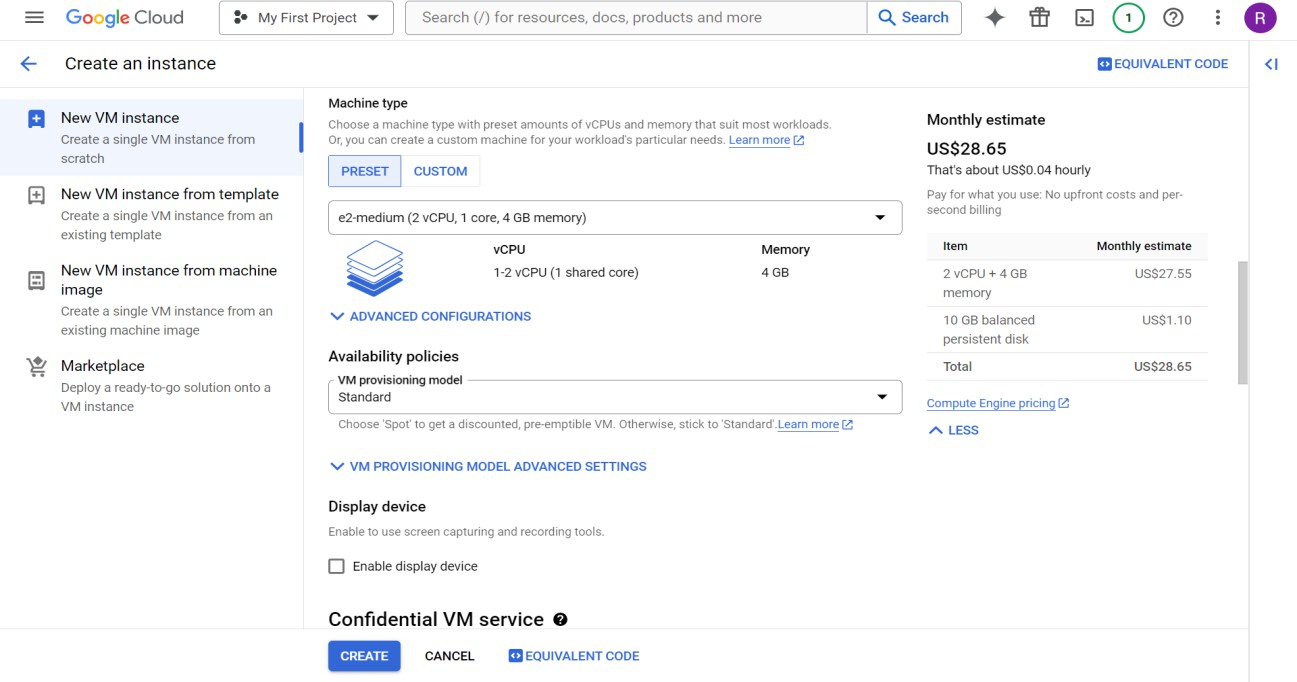 Google Cloud
My First Project
Search (/) for resources, docs, products and more
Search
1
R
Create an instance
EQUIVALENT CODE
New VM instance
Create a single VM instance from
scratch
New VM instance from template
Create a single VM instance from an
existing template
New VM instance from machine
image
Create a single VM instance from an
existing machine image
Marketplace
Deploy a ready-to-go solution onto a
VM instance
Machine type
Choose a machine type with preset amounts of vCPUs and memory that suit most workloads.
Or, you can create a custom machine for your workload's particular needs. Learn more
PRESET
CUSTOM
e2-medium (2 vCPU, 1 core, 4 GB memory)
vCPU
Memory
1-2 vCPU (1 shared core)
4 GB
ADVANCED CONFIGURATIONS
Availability policies
VM provisioning model
Standard
Choose 'Spot' to get a discounted, pre-emptible VM. Otherwise, stick to 'Standard'.Learn more
VM PROVISIONING MODEL ADVANCED SETTINGS
Display device
Enable to use screen capturing and recording tools.
Enable display device
Confidential VM service
Monthly estimate
US$28.65
That's about US$0.04 hourly
Pay for what you use: No upfront costs and per-
second billing
Item Monthly estimate
2 vCPU + 4 GB US$27.55
memory
10 GB balanced US$1.10
persistent disk
Total US$28.65
Compute Engine pricing
LESS
CREATE
CANCEL
EQUIVALENT CODE